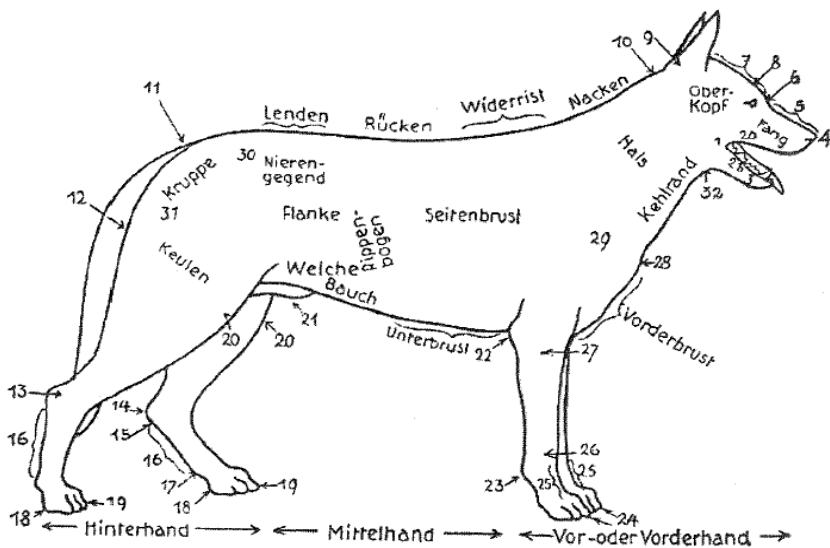 10
9
7
8
6
5
4
Ober-
Kopf
Fang
1
20
Nacken
Widerrist
Rücken
Lenden
11
Hals
Kehlrand
32
30
Nieren-
gegend
Kruppe
31
12
Flanke
Rippen-
bogen
Seitenbrust
29
28
Keulen
Welche
Bauch
21
20
20
Unterbrust
22
27
Vorderbrust
13
14
15
16
16
17
18
19
18
19
23
26
25
25
24
Hinterhand
Mittelhand
Vor-oder Vorderhand